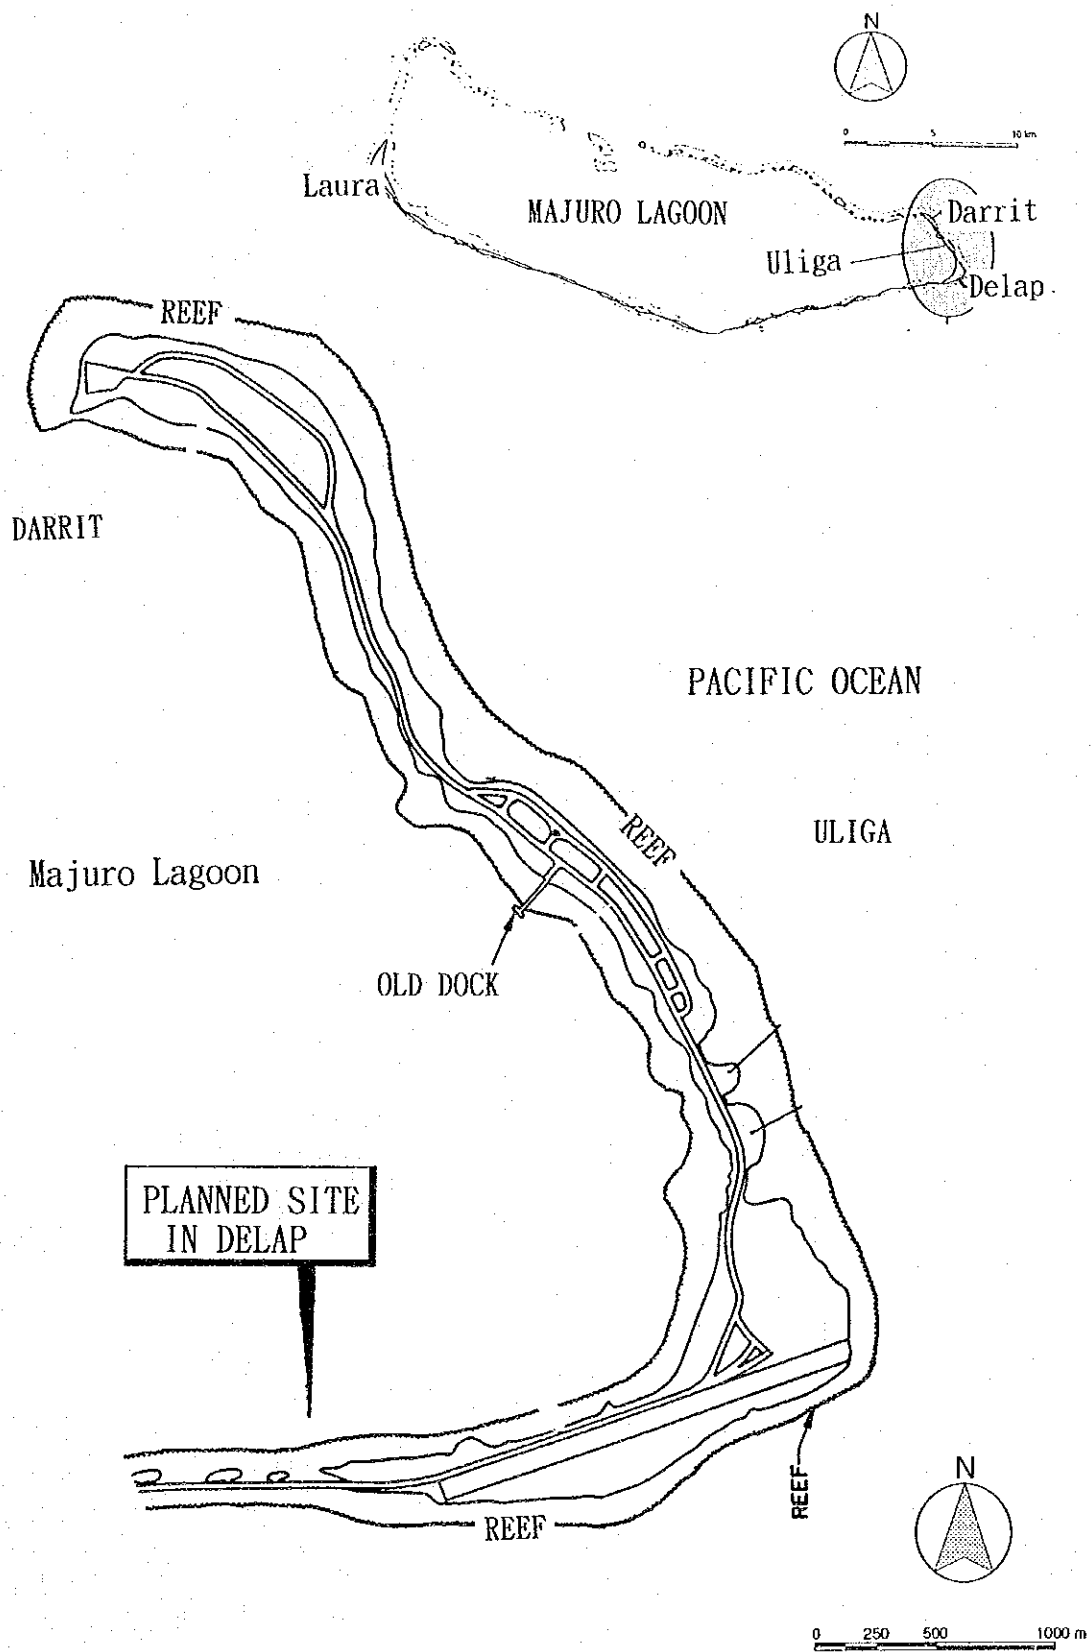 N
0 5 10 km
Laura
MAJURO LAGOON
Darrit
Uliga
Delap
REEF
DARRIT
PACIFIC OCEAN
REEF
ULIGA
Majuro Lagoon
OLD DOCK
PLANNED SITE
IN DELAP
REEF
REEF
N
0 250 500 1000 m